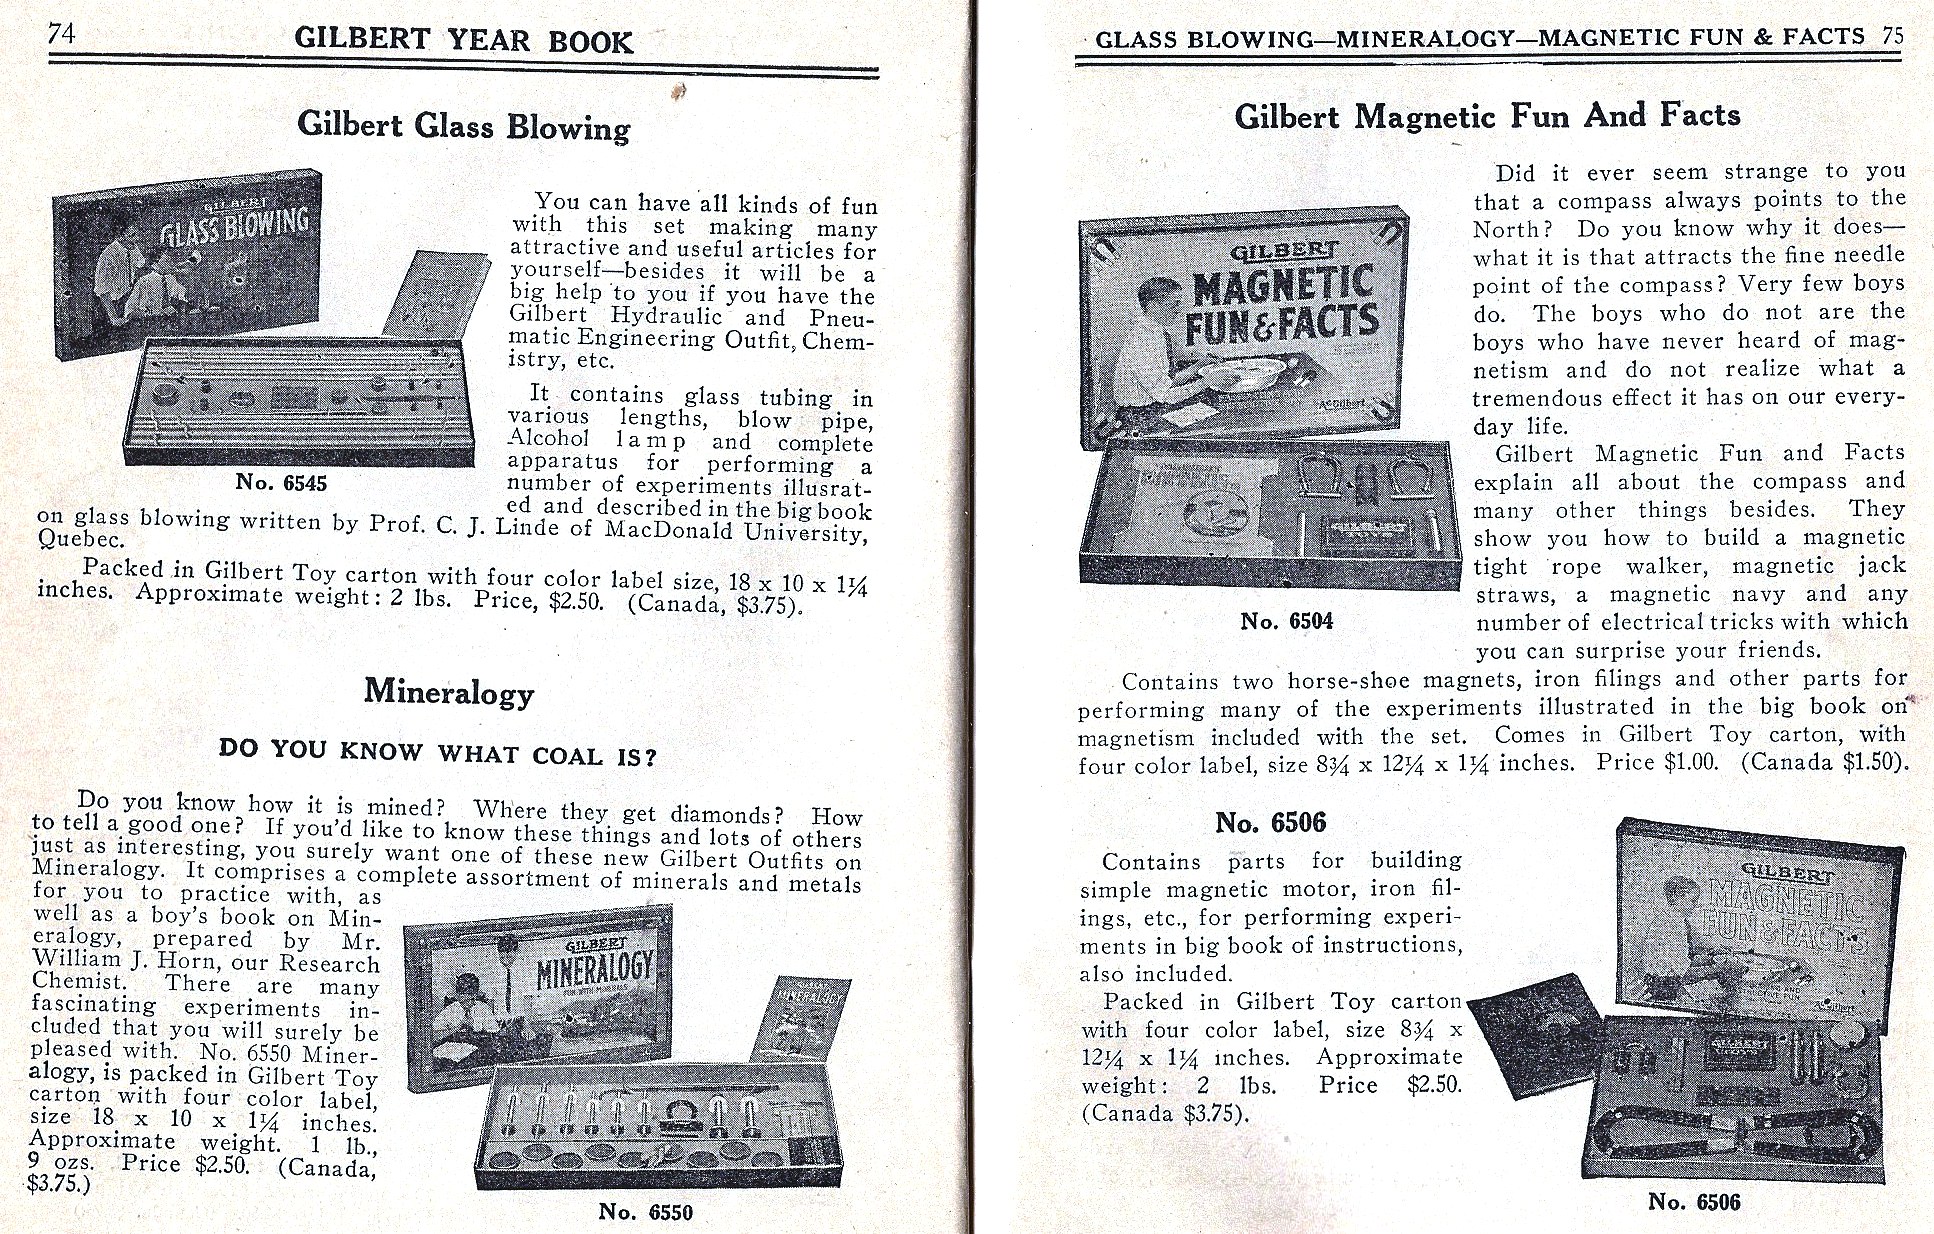 74
GILBERT YEAR BOOK
Gilbert Glass Blowing
GILBERT
GLASS BLOWING
You can have all kinds of fun
with this set making many
attractive and useful articles for
yourself—besides it will be a
big help to you if you have the
Gilbert Hydraulic and Pneu-
matic Engineering Outfit, Chem-
istry, etc.
It contains glass tubing in
various lengths, blow pipe,
Alcohol lamp and complete
apparatus for performing a
number of experiments illusrat-
ed and described in the big book
No. 6545
on glass blowing written by Prof. C. J. Linde of MacDonald University,
Quebec.
Packed in Gilbert Toy carton with four color label size, 18 x 10 x 1¼
inches. Approximate weight: 2 lbs. Price, $2.50. (Canada, $3.75).
Mineralogy
DO YOU KNOW WHAT COAL IS?
Do you know how it is mined? Where they get diamonds? How
to tell a good one? If you'd like to know these things and lots of others
just as interesting, you surely want one of these new Gilbert Outfits on
Mineralogy. It comprises a complete assortment of minerals and metals
for you to practice with, as
well as a boy's book on Min-
eralogy, prepared by Mr.
William J. Horn, our Research
Chemist. There are many
fascinating experiments in-
cluded that you will surely be
pleased with. No. 6550 Miner-
alogy, is packed in Gilbert Toy
carton with four color label,
size 18 x 10 x 1¼ inches.
Approximate weight. 1 lb.,
9 ozs. Price $2.50. (Canada,
$3.75.)
GILBERT
MINERALOGY
FUN WITH MINERALS
MINERALOGY
No. 6550
GLASS BLOWING—MINERALOGY—MAGNETIC FUN & FACTS 75
Gilbert Magnetic Fun And Facts
GILBERT
MAGNETIC
FUN & FACTS
A C Gilbert
GILBERT
TOYS
No. 6504
Did it ever seem strange to you
that a compass always points to the
North? Do you know why it does—
what it is that attracts the fine needle
point of the compass? Very few boys
do. The boys who do not are the
boys who have never heard of mag-
netism and do not realize what a
tremendous effect it has on our every-
day life.
Gilbert Magnetic Fun and Facts
explain all about the compass and
many other things besides. They
show you how to build a magnetic
tight rope walker, magnetic jack
straws, a magnetic navy and any
number of electrical tricks with which
you can surprise your friends.
Contains two horse-shoe magnets, iron filings and other parts for
performing many of the experiments illustrated in the big book on
magnetism included with the set. Comes in Gilbert Toy carton, with
four color label, size 8¾ x 12¼ x 1¼ inches. Price $1.00. (Canada $1.50).
No. 6506
Contains parts for building
simple magnetic motor, iron fil-
ings, etc., for performing experi-
ments in big book of instructions,
also included.
Packed in Gilbert Toy carton
with four color label, size 8¾ x
12¼ x 1¼ inches. Approximate
weight: 2 lbs. Price $2.50.
(Canada $3.75).
GILBERT
MAGNETIC
FUN & FACTS
GILBERT
TOYS
No. 6506